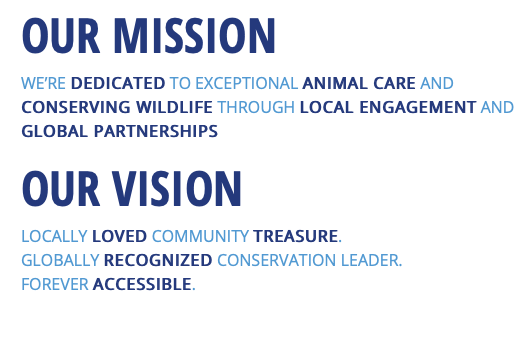 OUR MISSION
WE'RE DEDICATED TO EXCEPTIONAL ANIMAL CARE AND
CONSERVING WILDLIFE THROUGH LOCAL ENGAGEMENT AND
GLOBAL PARTNERSHIPS
OUR VISION
LOCALLY LOVED COMMUNITY TREASURE.
GLOBALLY RECOGNIZED CONSERVATION LEADER.
FOREVER ACCESSIBLE.